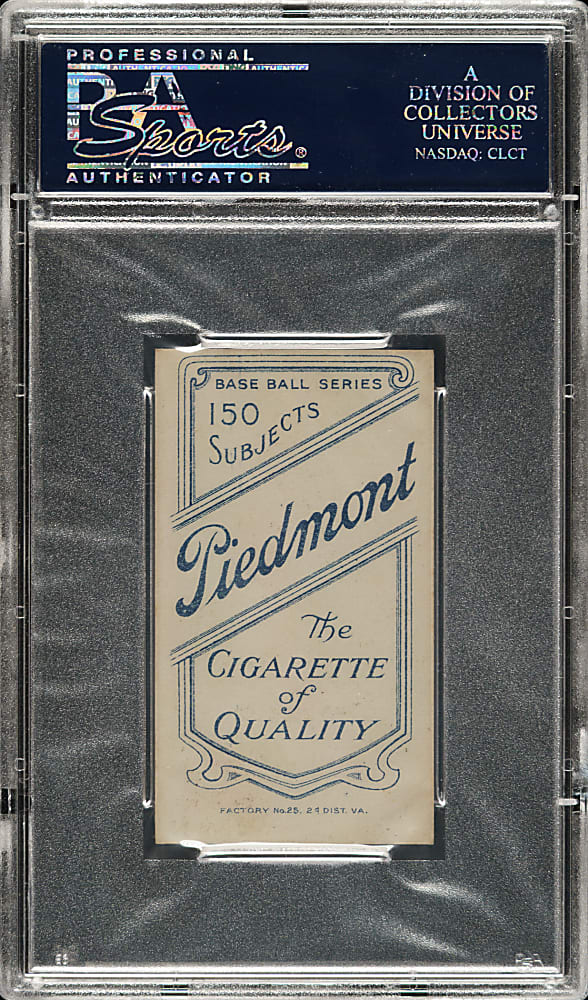 PROFESSIONAL
PSA
Sports®
AUTHENTICATOR
A
DIVISION OF
COLLECTORS
UNIVERSE
NASDAQ: CLCT
BASE BALL SERIES
150
SUBJECTS
Piedmont
The
CIGARETTE
of
QUALITY
FACTORY No. 25, 2d DIST. VA.
PSA